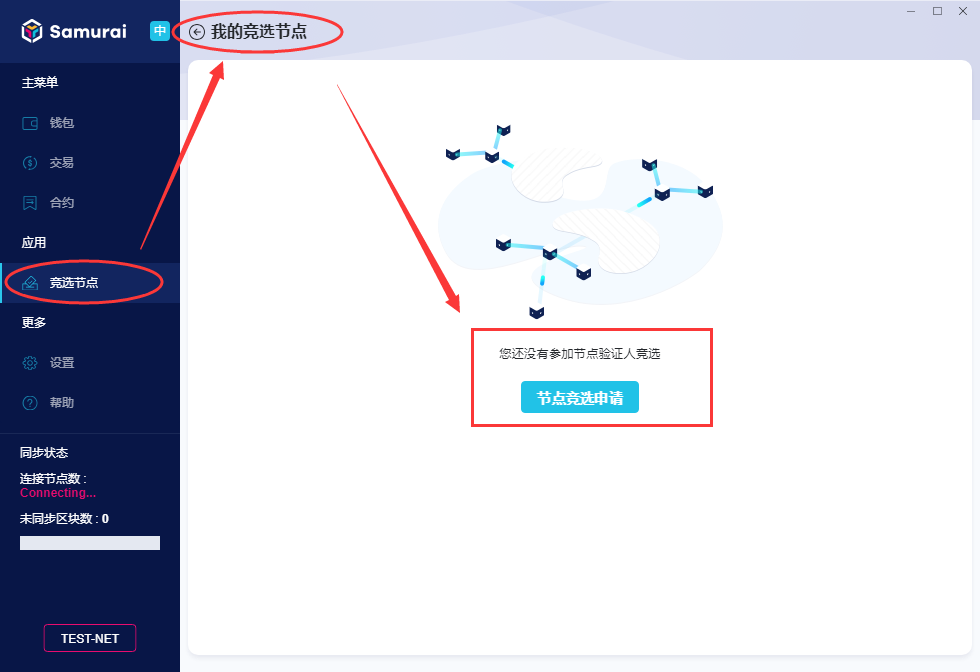 Samurai
中
我的竞选节点
主菜单
钱包
交易
合约
应用
竞选节点
更多
设置
帮助
同步状态
连接节点数 :
Connecting...
未同步区块数 : 0
TEST-NET
您还没有参加节点验证人竞选
节点竞选申请